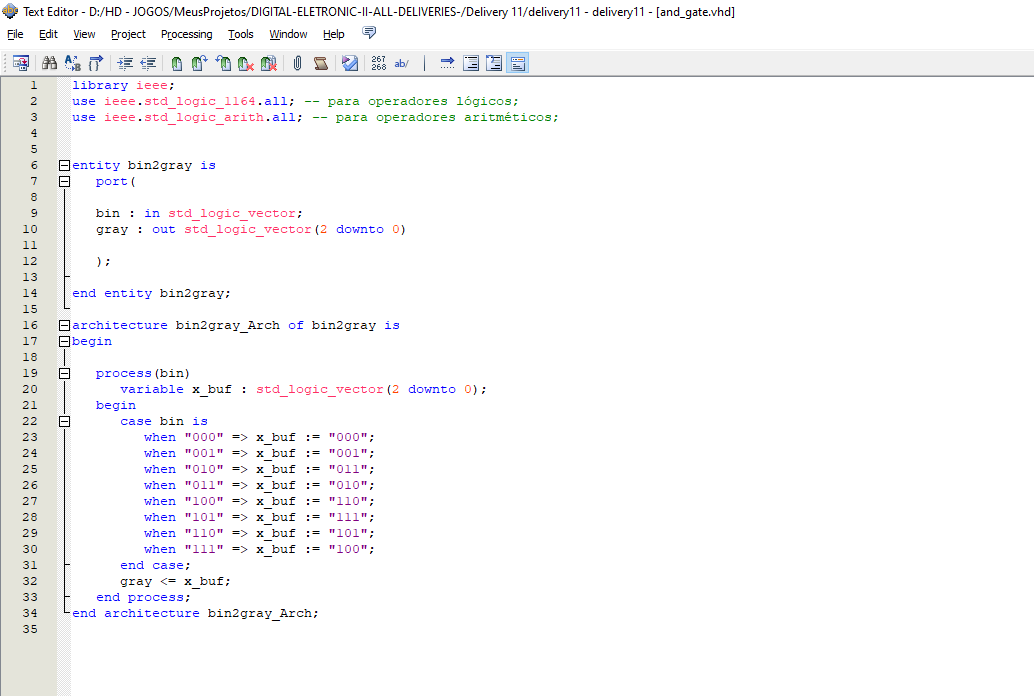 Text Editor - D:/HD - JOGOS/MeusProjetos/DIGITAL-ELETRONIC-II-ALL-DELIVERIES-/Delivery 11/delivery11 - delivery11 - [and_gate.vhd]
File Edit View Project Processing Tools Window Help
267
268 ab/
1 library ieee;
2 use ieee.std_logic_1164.all; -- para operadores lógicos;
3 use ieee.std_logic_arith.all; -- para operadores aritméticos;
4
5
6 entity bin2gray is
7 port(
8
9 bin : in std_logic_vector;
10 gray : out std_logic_vector(2 downto 0)
11
12 );
13
14 end entity bin2gray;
15
16 architecture bin2gray_Arch of bin2gray is
17 begin
18
19 process(bin)
20 variable x_buf : std_logic_vector(2 downto 0);
21 begin
22 case bin is
23 when "000" => x_buf := "000";
24 when "001" => x_buf := "001";
25 when "010" => x_buf := "011";
26 when "011" => x_buf := "010";
27 when "100" => x_buf := "110";
28 when "101" => x_buf := "111";
29 when "110" => x_buf := "101";
30 when "111" => x_buf := "100";
31 end case;
32 gray <= x_buf;
33 end process;
34 end architecture bin2gray_Arch;
35